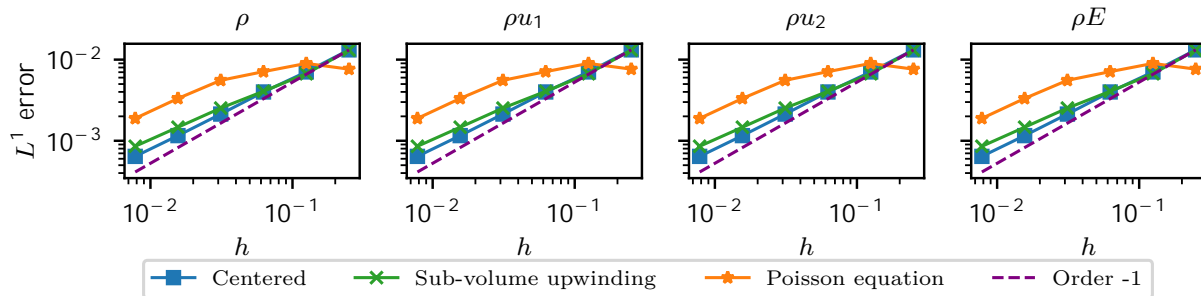 ρ ρu₁ ρu₂ ρE
L¹ error
10⁻²
10⁻³
10⁻² 10⁻¹ 10⁻² 10⁻¹ 10⁻² 10⁻¹ 10⁻² 10⁻¹
h h h h
Centered Sub-volume upwinding Poisson equation Order -1